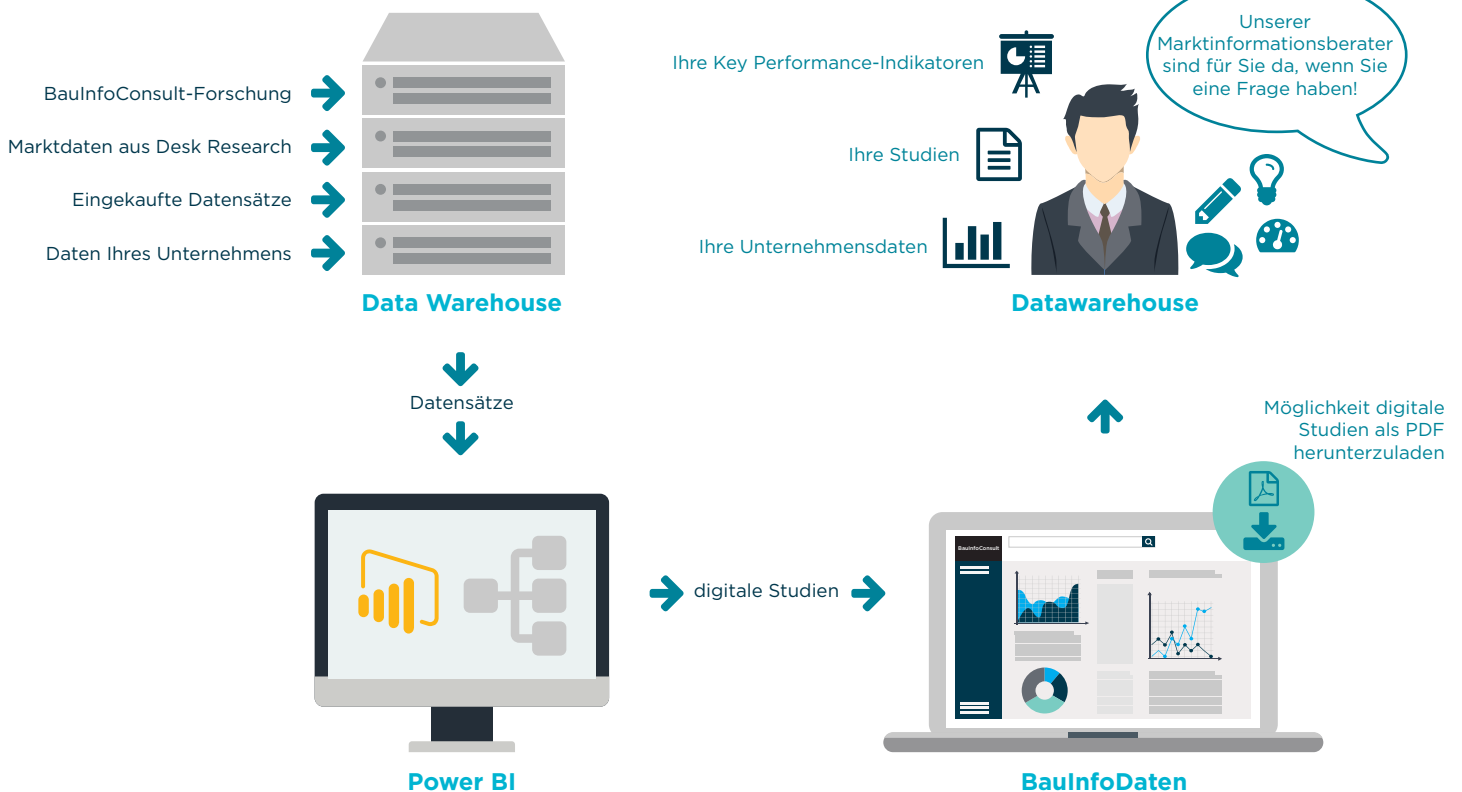 BauInfoConsult-Forschung
Marktdaten aus Desk Research
Eingekaufte Datensätze
Daten Ihres Unternehmens
Data Warehouse
Ihre Key Performance-Indikatoren
Ihre Studien
Ihre Unternehmensdaten
Unserer
Marktinformationsberater
sind für Sie da, wenn Sie
eine Frage haben!
Datawarehouse
Datensätze
Möglichkeit digitale
Studien als PDF
herunterzuladen
digitale Studien
BauInfoConsult
Power BI
BauInfoDaten